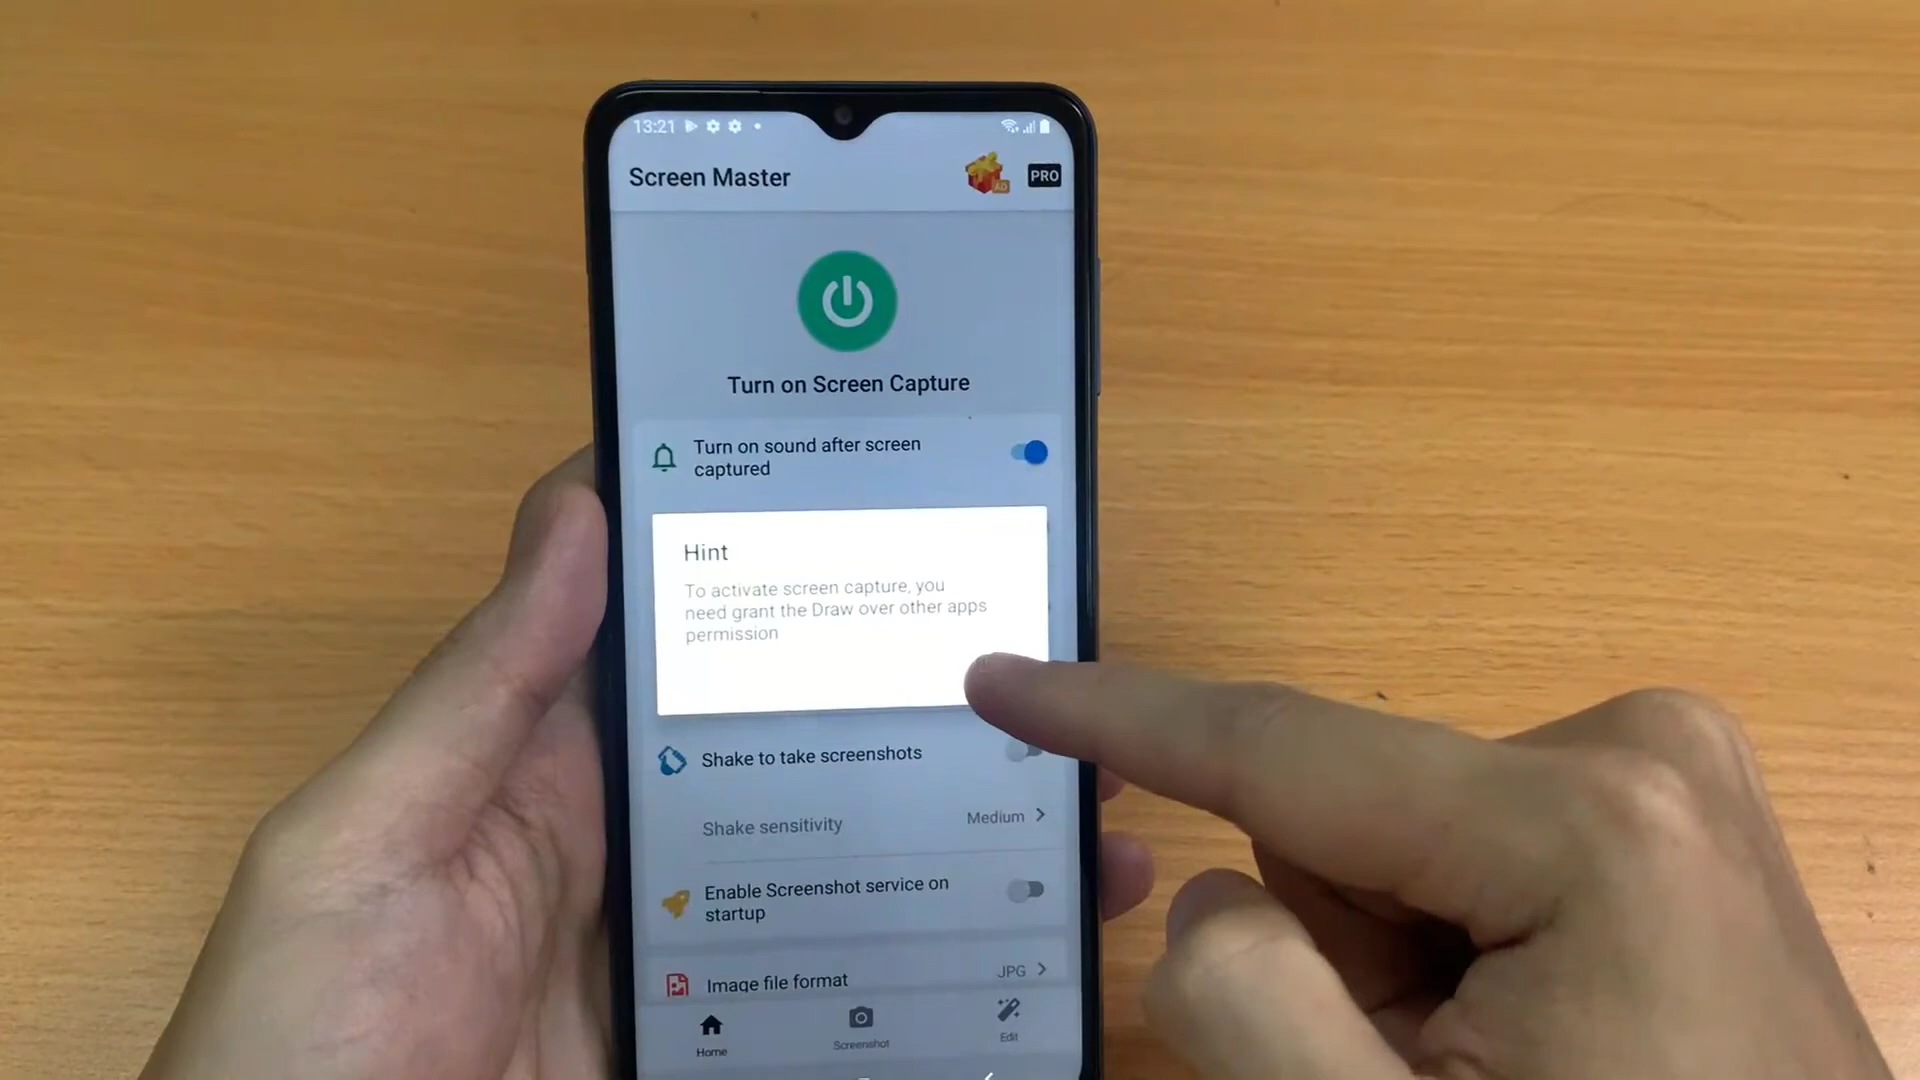 13:21
Screen Master
AD
PRO
Turn on Screen Capture
Turn on sound after screen
captured
Hint
To activate screen capture, you
need grant the Draw over other apps
permission
Shake to take screenshots
Shake sensitivity
Medium
Enable Screenshot service on
startup
Image file format
JPG
Home
Screenshot
Edit